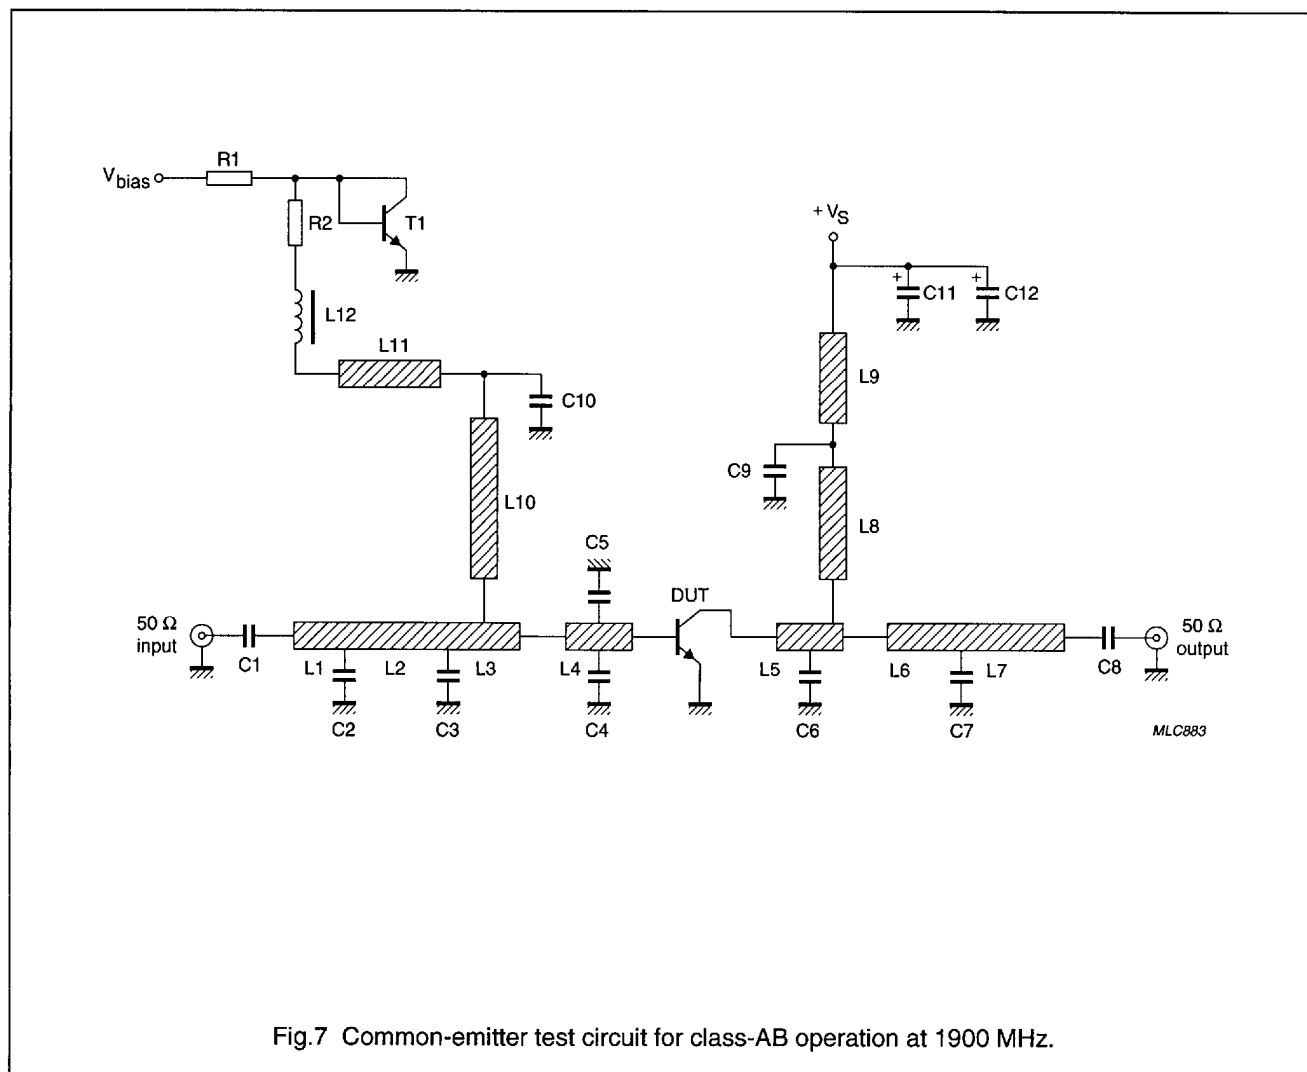 R1
Vbias
R2
T1
+ VS
+
C11
+
C12
L12
L11
L9
C10
C9
L10
L8
C5
DUT
50 Ω
input
50 Ω
output
C1
L1
L2
L3
L4
L5
L6
L7
C8
C2
C3
C4
C6
C7
MLC883
Fig.7 Common-emitter test circuit for class-AB operation at 1900 MHz.